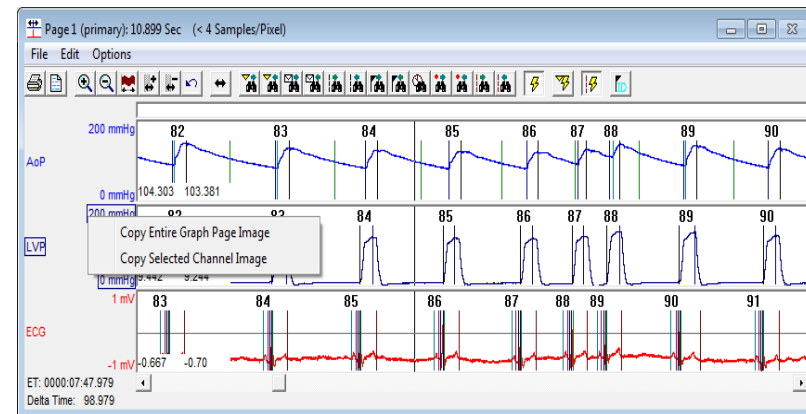 Page 1 (primary): 10.899 Sec (< 4 Samples/Pixel)
File Edit Options
ID
200 mmHg 82 83 84 85 86 87 88 89 90
AoP
0 mmHg 104.303 103.381
200 mmHg 82 83 84 85 86 87 88 89 90
Copy Entire Graph Page Image
LVP
Copy Selected Channel Image
0 mmHg 9.442 9.244
1 mV 83 84 85 86 87 88 89 90 91
ECG
-1 mV -0.667 -0.70
ET: 0000:07:47.979
Delta Time: 98.979